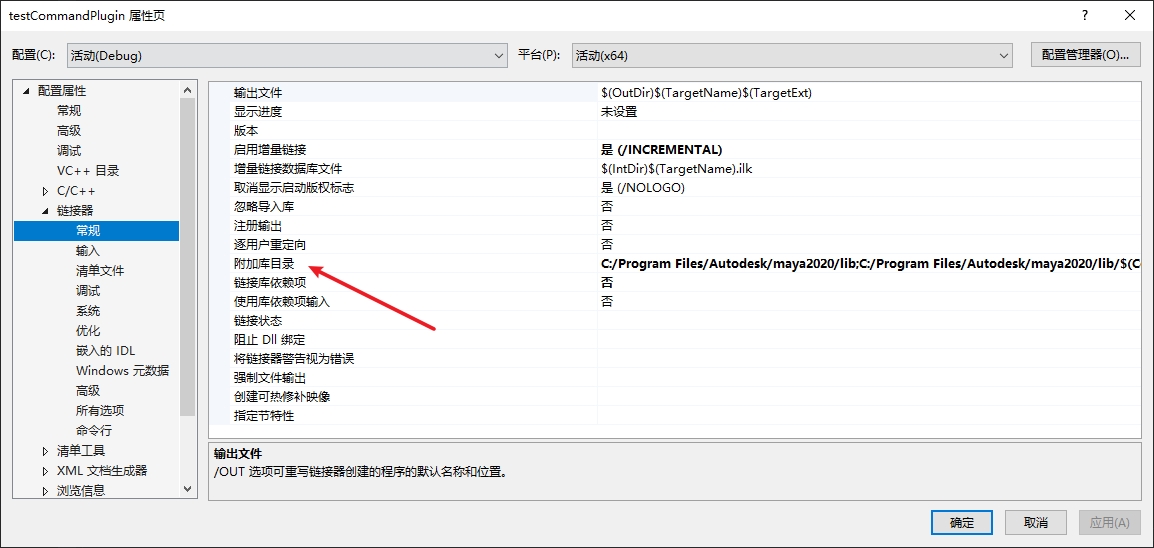 testCommandPlugin 属性页
配置(C):
活动(Debug)
平台(P):
活动(x64)
配置管理器(O)...
配置属性
常规
高级
调试
VC++ 目录
C/C++
链接器
常规
输入
清单文件
调试
系统
优化
嵌入的 IDL
Windows 元数据
高级
所有选项
命令行
清单工具
XML 文档生成器
浏览信息
输出文件 $(OutDir)$(TargetName)$(TargetExt)
显示进度 未设置
版本
启用增量链接 是 (/INCREMENTAL)
增量链接数据库文件 $(IntDir)$(TargetName).ilk
取消显示启动版权标志 是 (/NOLOGO)
忽略导入库 否
注册输出 否
逐用户重定向 否
附加库目录 C:/Program Files/Autodesk/maya2020/lib;C:/Program Files/Autodesk/maya2020/lib/$(C
链接库依赖项 否
使用库依赖项输入 否
链接状态
阻止 Dll 绑定
将链接器警告视为错误
强制文件输出
创建可热修补映像
指定节特性
输出文件
/OUT 选项可重写链接器创建的程序的默认名称和位置。
确定
取消
应用(A)